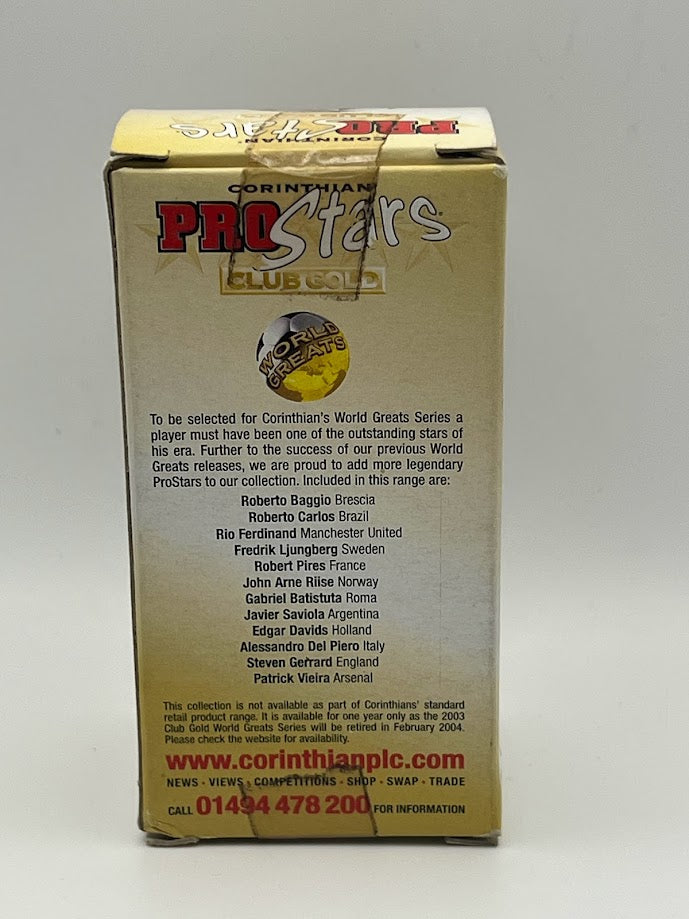 PRO Stars
CORINTHIAN
CORINTHIAN
PRO Stars
CLUB GOLD
WORLD
GREATS
To be selected for Corinthian's World Greats Series a
player must have been one of the outstanding stars of
his era. Further to the success of our previous World
Greats releases, we are proud to add more legendary
ProStars to our collection. Included in this range are:
Roberto Baggio Brescia
Roberto Carlos Brazil
Rio Ferdinand Manchester United
Fredrik Ljungberg Sweden
Robert Pires France
John Arne Riise Norway
Gabriel Batistuta Roma
Javier Saviola Argentina
Edgar Davids Holland
Alessandro Del Piero Italy
Steven Gerrard England
Patrick Vieira Arsenal
This collection is not available as part of Corinthians' standard
retail product range. It is available for one year only as the 2003
Club Gold World Greats Series will be retired in February 2004.
Please check the website for availability.
www.corinthianplc.com
NEWS • VIEWS • COMPETITIONS • SHOP • SWAP • TRADE
CALL 01494 478 200 FOR INFORMATION